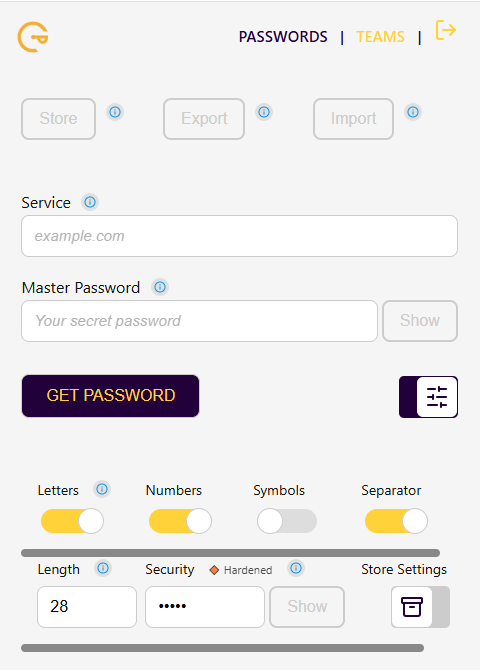 PASSWORDS | TEAMS |
Store Export Import
Service
example.com
Master Password
Your secret password Show
GET PASSWORD
Letters Numbers Symbols Separator
Length Security Hardened Store Settings
28 ••••• Show